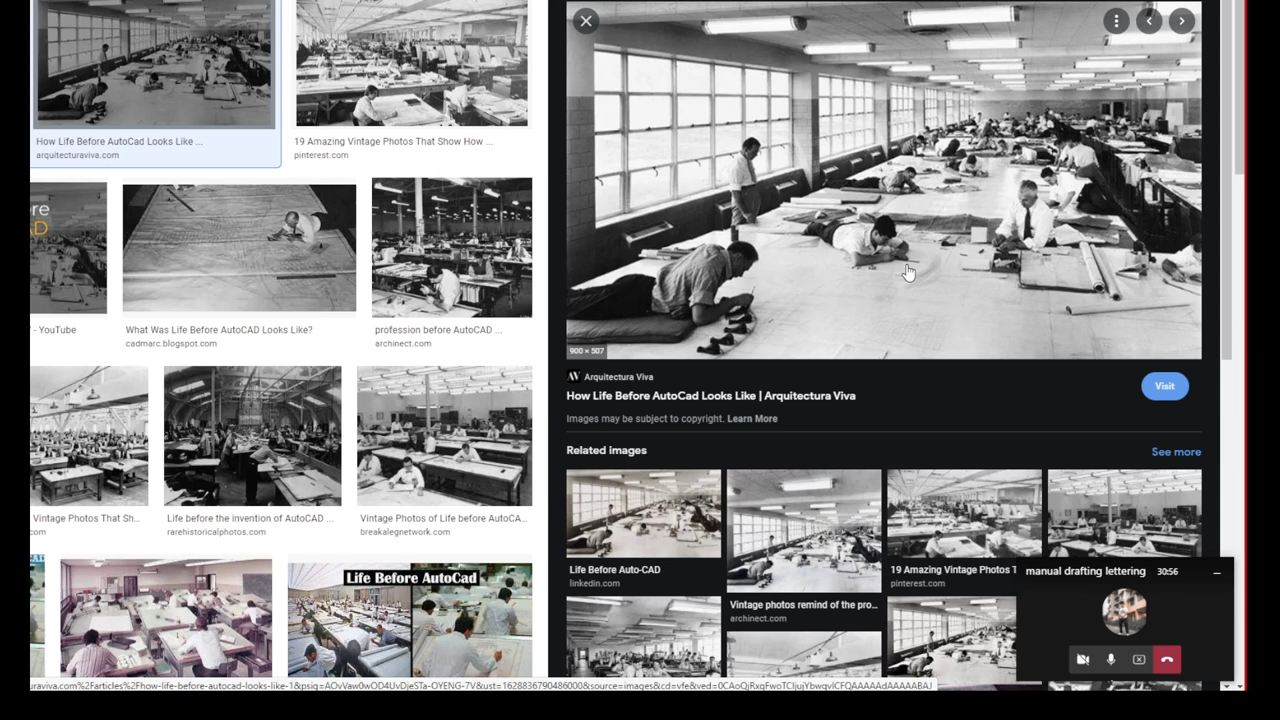 How Life Before AutoCad Looks Like ...
arquitecturaviva.com
19 Amazing Vintage Photos That Show How ...
pinterest.com
re
AD
- YouTube
What Was Life Before AutoCAD Looks Like?
cadmarc.blogspot.com
profession before AutoCAD ...
archinect.com
Vintage Photos That Sh...
com
Life before the invention of AutoCAD ...
rarehistoricalphotos.com
Vintage Photos of Life before AutoCA...
breakalegnetwork.com
Life Before AutoCad
900 × 507
AV Arquitectura Viva
How Life Before AutoCad Looks Like | Arquitectura Viva
Visit
Images may be subject to copyright. Learn More
Related images
See more
Life Before Auto-CAD
linkedin.com
Vintage photos remind of the pro...
archinect.com
19 Amazing Vintage Photos T
pinterest.com
manual drafting lettering 30:56